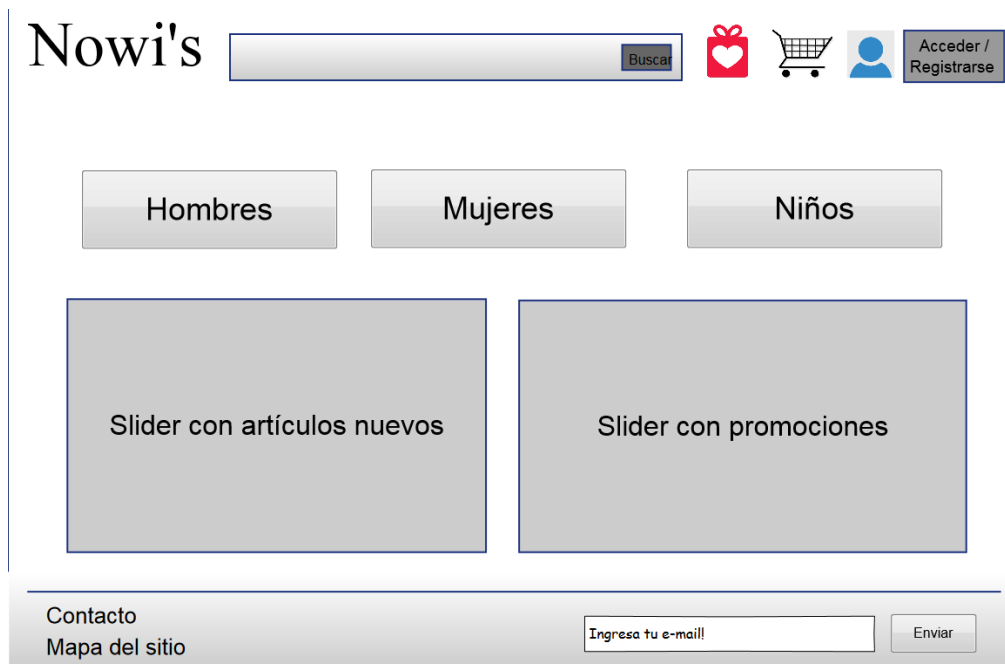 Nowi's
Buscar
Acceder /
Registrarse
Hombres
Mujeres
Niños
Slider con artículos nuevos
Slider con promociones
Contacto
Mapa del sitio
Ingresa tu e-mail!
Enviar